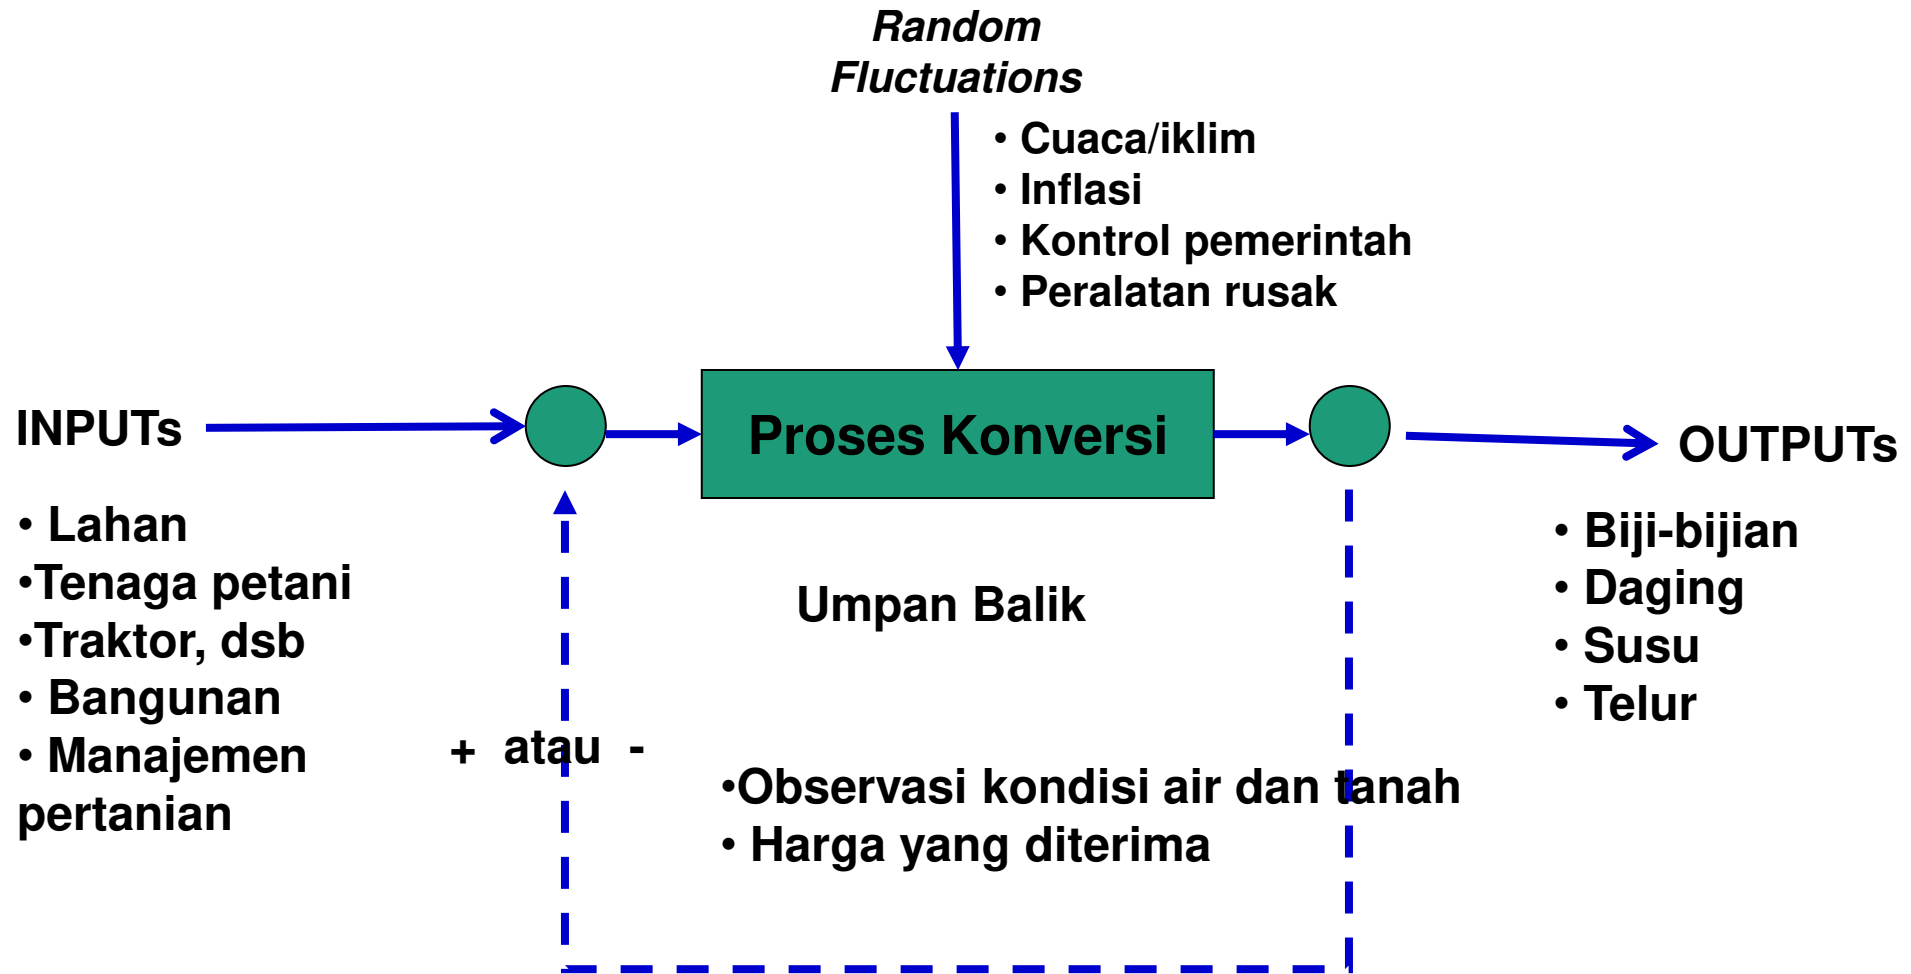 Random
Fluctuations
• Cuaca/iklim
• Inflasi
• Kontrol pemerintah
• Peralatan rusak
INPUTs
Proses Konversi
OUTPUTs
• Lahan
•Tenaga petani
•Traktor, dsb
• Bangunan
• Manajemen
pertanian
Umpan Balik
+ atau -
•Observasi kondisi air dan tanah
• Harga yang diterima
• Biji-bijian
• Daging
• Susu
• Telur